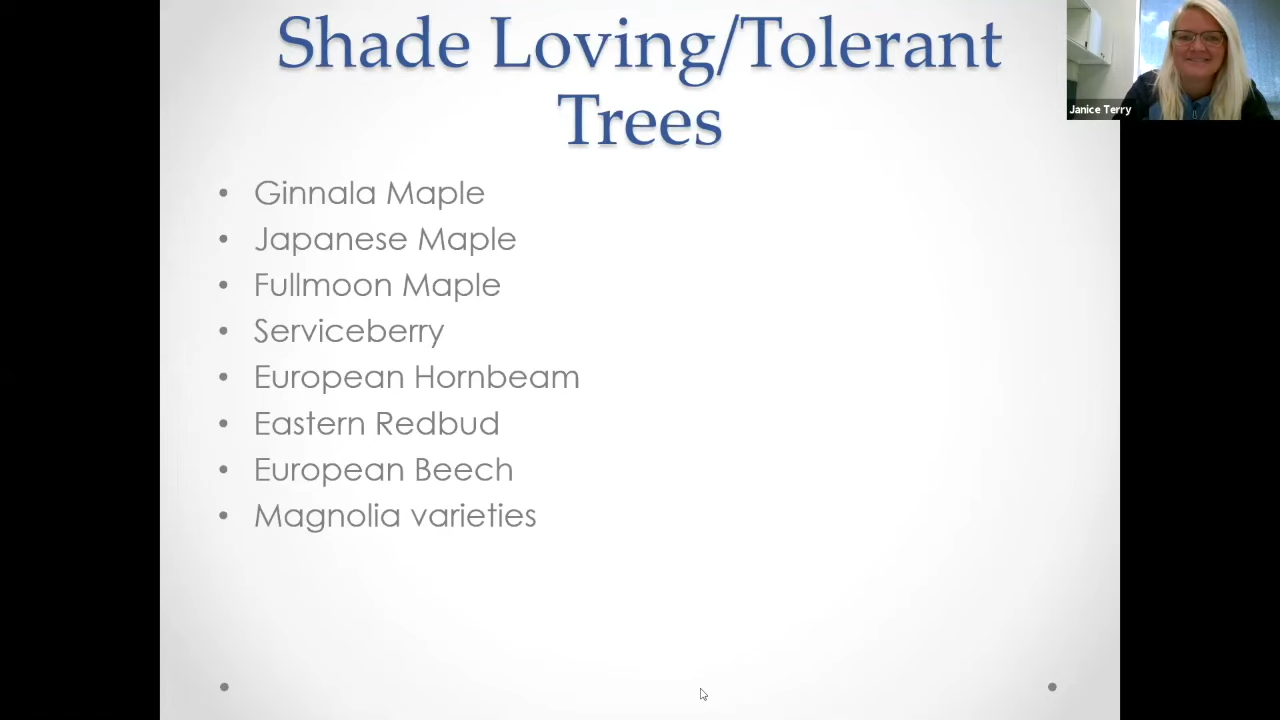 Shade Loving/Tolerant
Trees
• Ginnala Maple
• Japanese Maple
• Fullmoon Maple
• Serviceberry
• European Hornbeam
• Eastern Redbud
• European Beech
• Magnolia varieties
Janice Terry